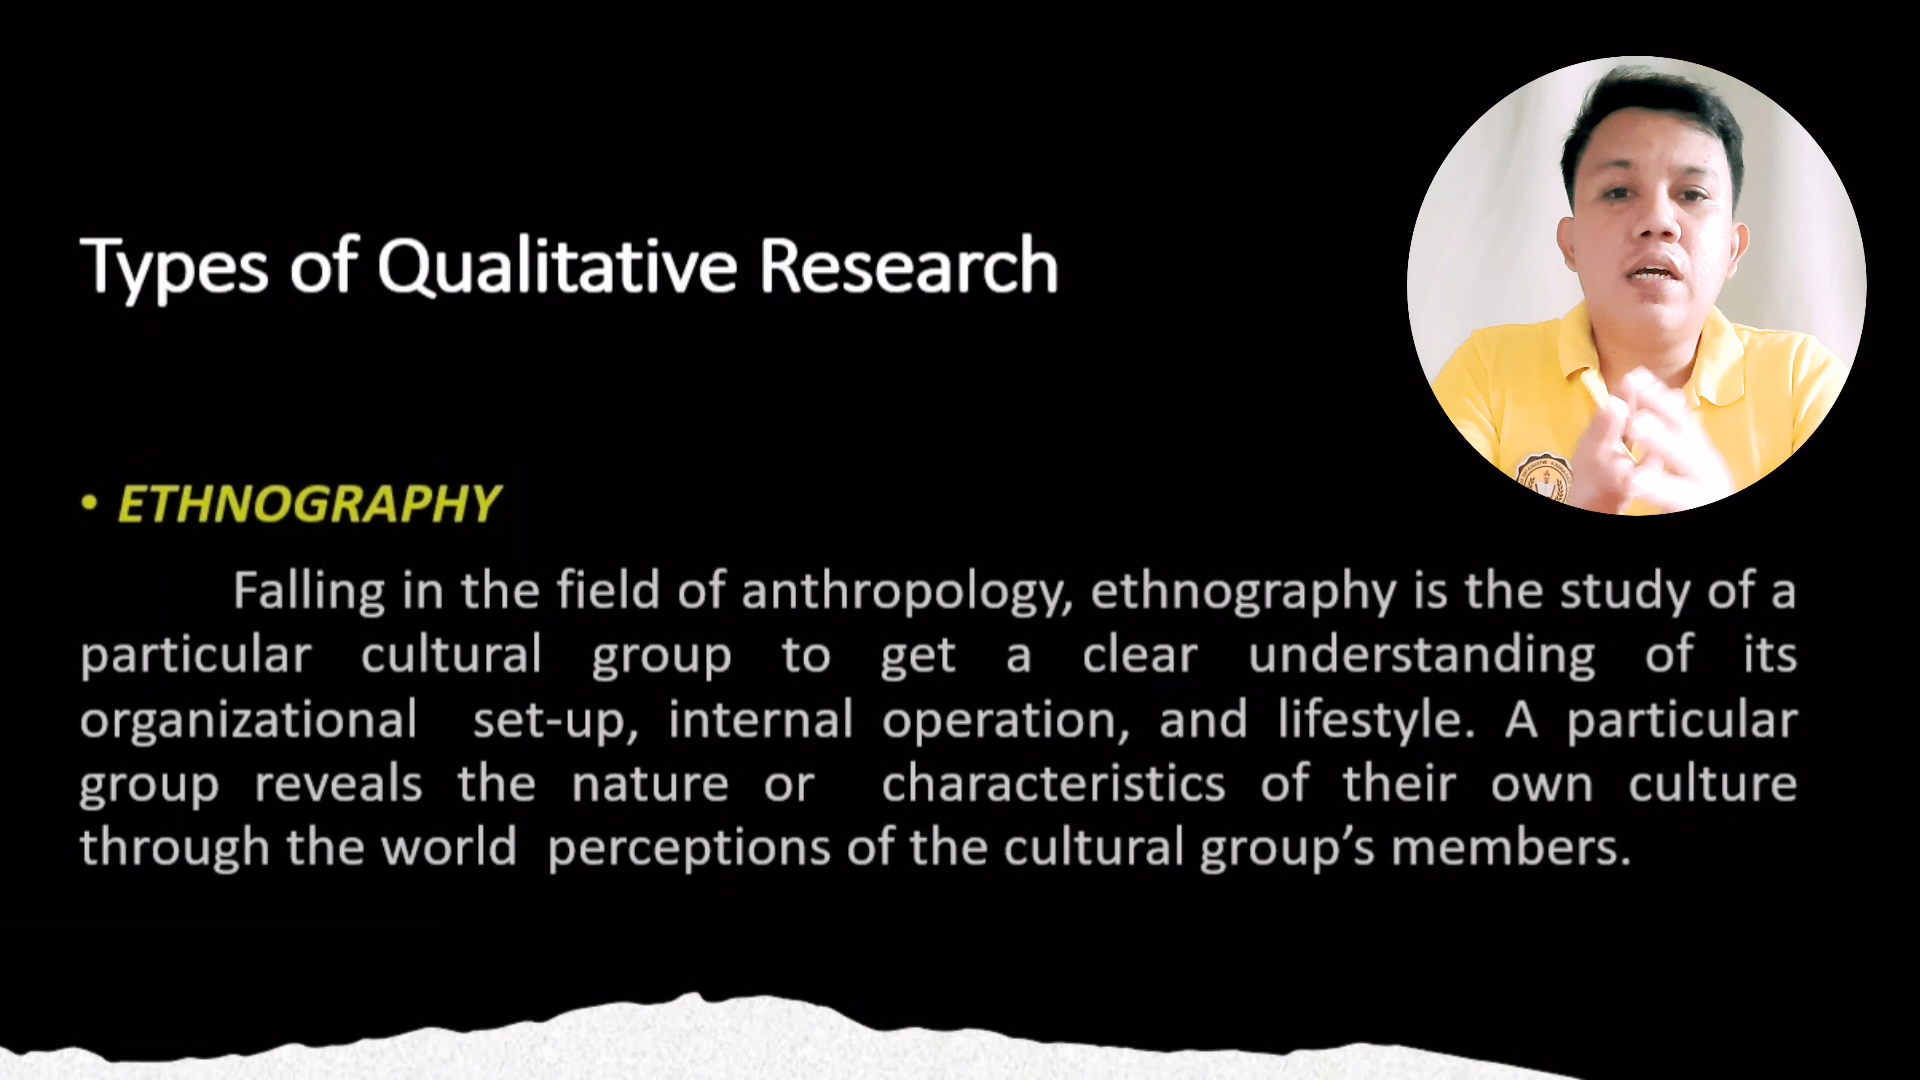 Types of Qualitative Research
• ETHNOGRAPHY
Falling in the field of anthropology, ethnography is the study of a
particular cultural group to get a clear understanding of its
organizational set-up, internal operation, and lifestyle. A particular
group reveals the nature or characteristics of their own culture
through the world perceptions of the cultural group’s members.